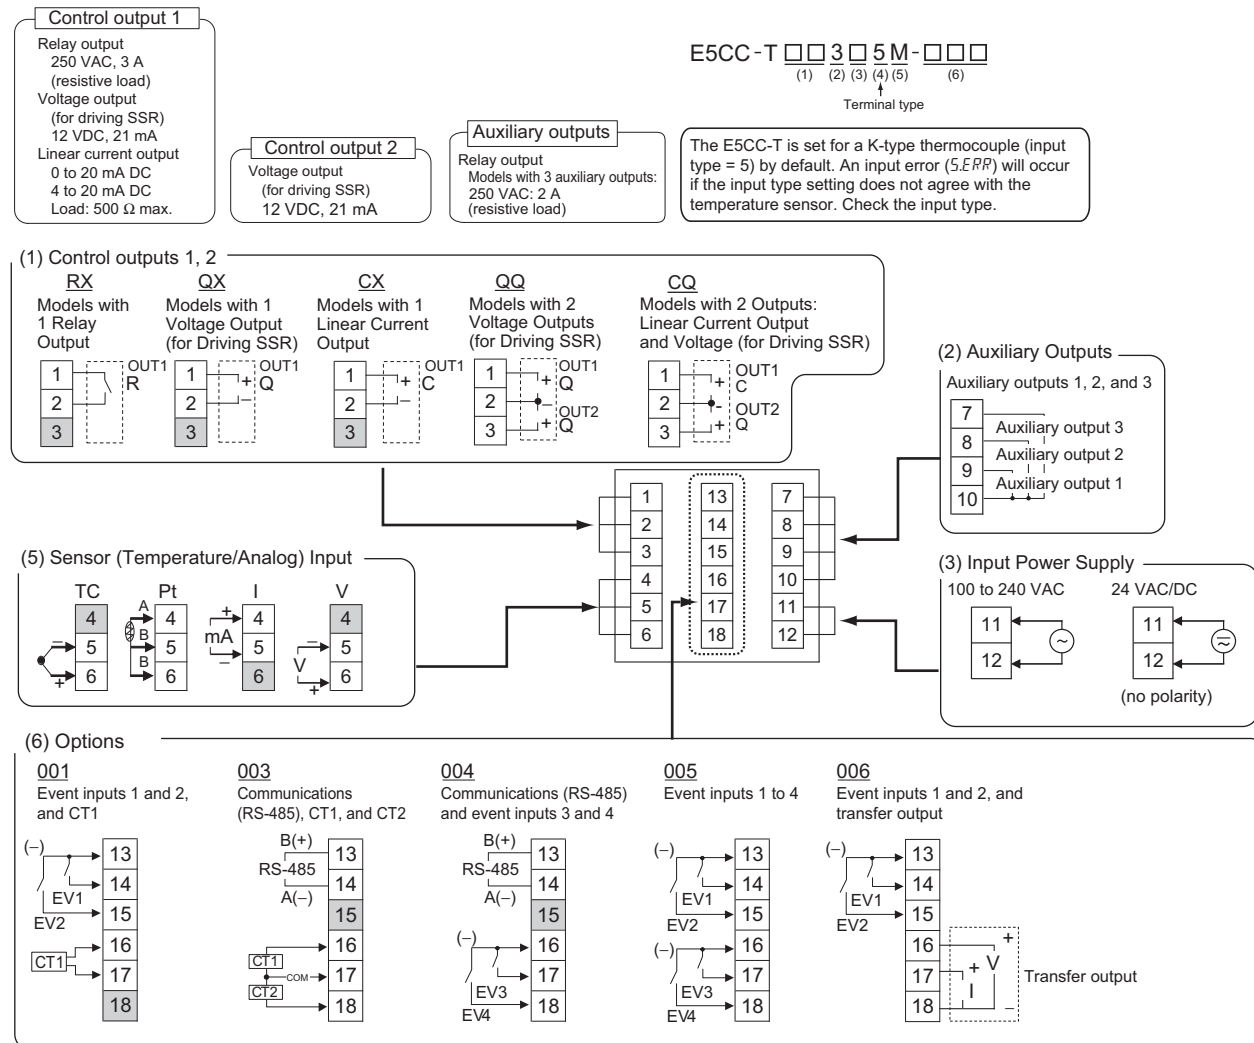 Control output 1
Relay output
250 VAC, 3 A
(resistive load)
Voltage output
(for driving SSR)
12 VDC, 21 mA
Linear current output
0 to 20 mA DC
4 to 20 mA DC
Load: 500 Ω max.
Control output 2
Voltage output
(for driving SSR)
12 VDC, 21 mA
Auxiliary outputs
Relay output
Models with 3 auxiliary outputs:
250 VAC: 2 A
(resistive load)
E5CC-T □□ 3 □ 5 M-□□□
(1) (2) (3) (4) (5) (6)
Terminal type
The E5CC-T is set for a K-type thermocouple (input
type = 5) by default. An input error (S.ERR) will occur
if the input type setting does not agree with the
temperature sensor. Check the input type.
(1) Control outputs 1, 2
RX
Models with
1 Relay
Output
1
2
3
OUT1
R
QX
Models with 1
Voltage Output
(for Driving SSR)
1
2
3
+
−
OUT1
Q
CX
Models with 1
Linear Current
Output
1
2
3
+
−
OUT1
C
QQ
Models with 2
Voltage Outputs
(for Driving SSR)
1
2
3
+
−
+
OUT1
Q
OUT2
Q
CQ
Models with 2 Outputs:
Linear Current Output
and Voltage (for Driving SSR)
1
2
3
+
-
+
OUT1
C
OUT2
Q
(2) Auxiliary Outputs
Auxiliary outputs 1, 2, and 3
7
8
9
10
Auxiliary output 3
Auxiliary output 2
Auxiliary output 1
1
2
3
4
5
6
13
14
15
16
17
18
7
8
9
10
11
12
(5) Sensor (Temperature/Analog) Input
TC
4
5
6
−
+
Pt
A
B
B
4
5
6
I
+
mA
−
4
5
6
V
−
V
+
4
5
6
(3) Input Power Supply
100 to 240 VAC
11
12
24 VAC/DC
11
12
(no polarity)
(6) Options
001
Event inputs 1 and 2,
and CT1
(−)
EV1
EV2
CT1
13
14
15
16
17
18
003
Communications
(RS-485), CT1, and CT2
B(+)
RS-485
A(−)
CT1
COM
CT2
13
14
15
16
17
18
004
Communications (RS-485)
and event inputs 3 and 4
B(+)
RS-485
A(−)
(−)
EV3
EV4
13
14
15
16
17
18
005
Event inputs 1 to 4
(−)
EV1
EV2
(−)
EV3
EV4
13
14
15
16
17
18
006
Event inputs 1 and 2, and
transfer output
(−)
EV1
EV2
13
14
15
16
17
18
+
+ V
I
−
Transfer output